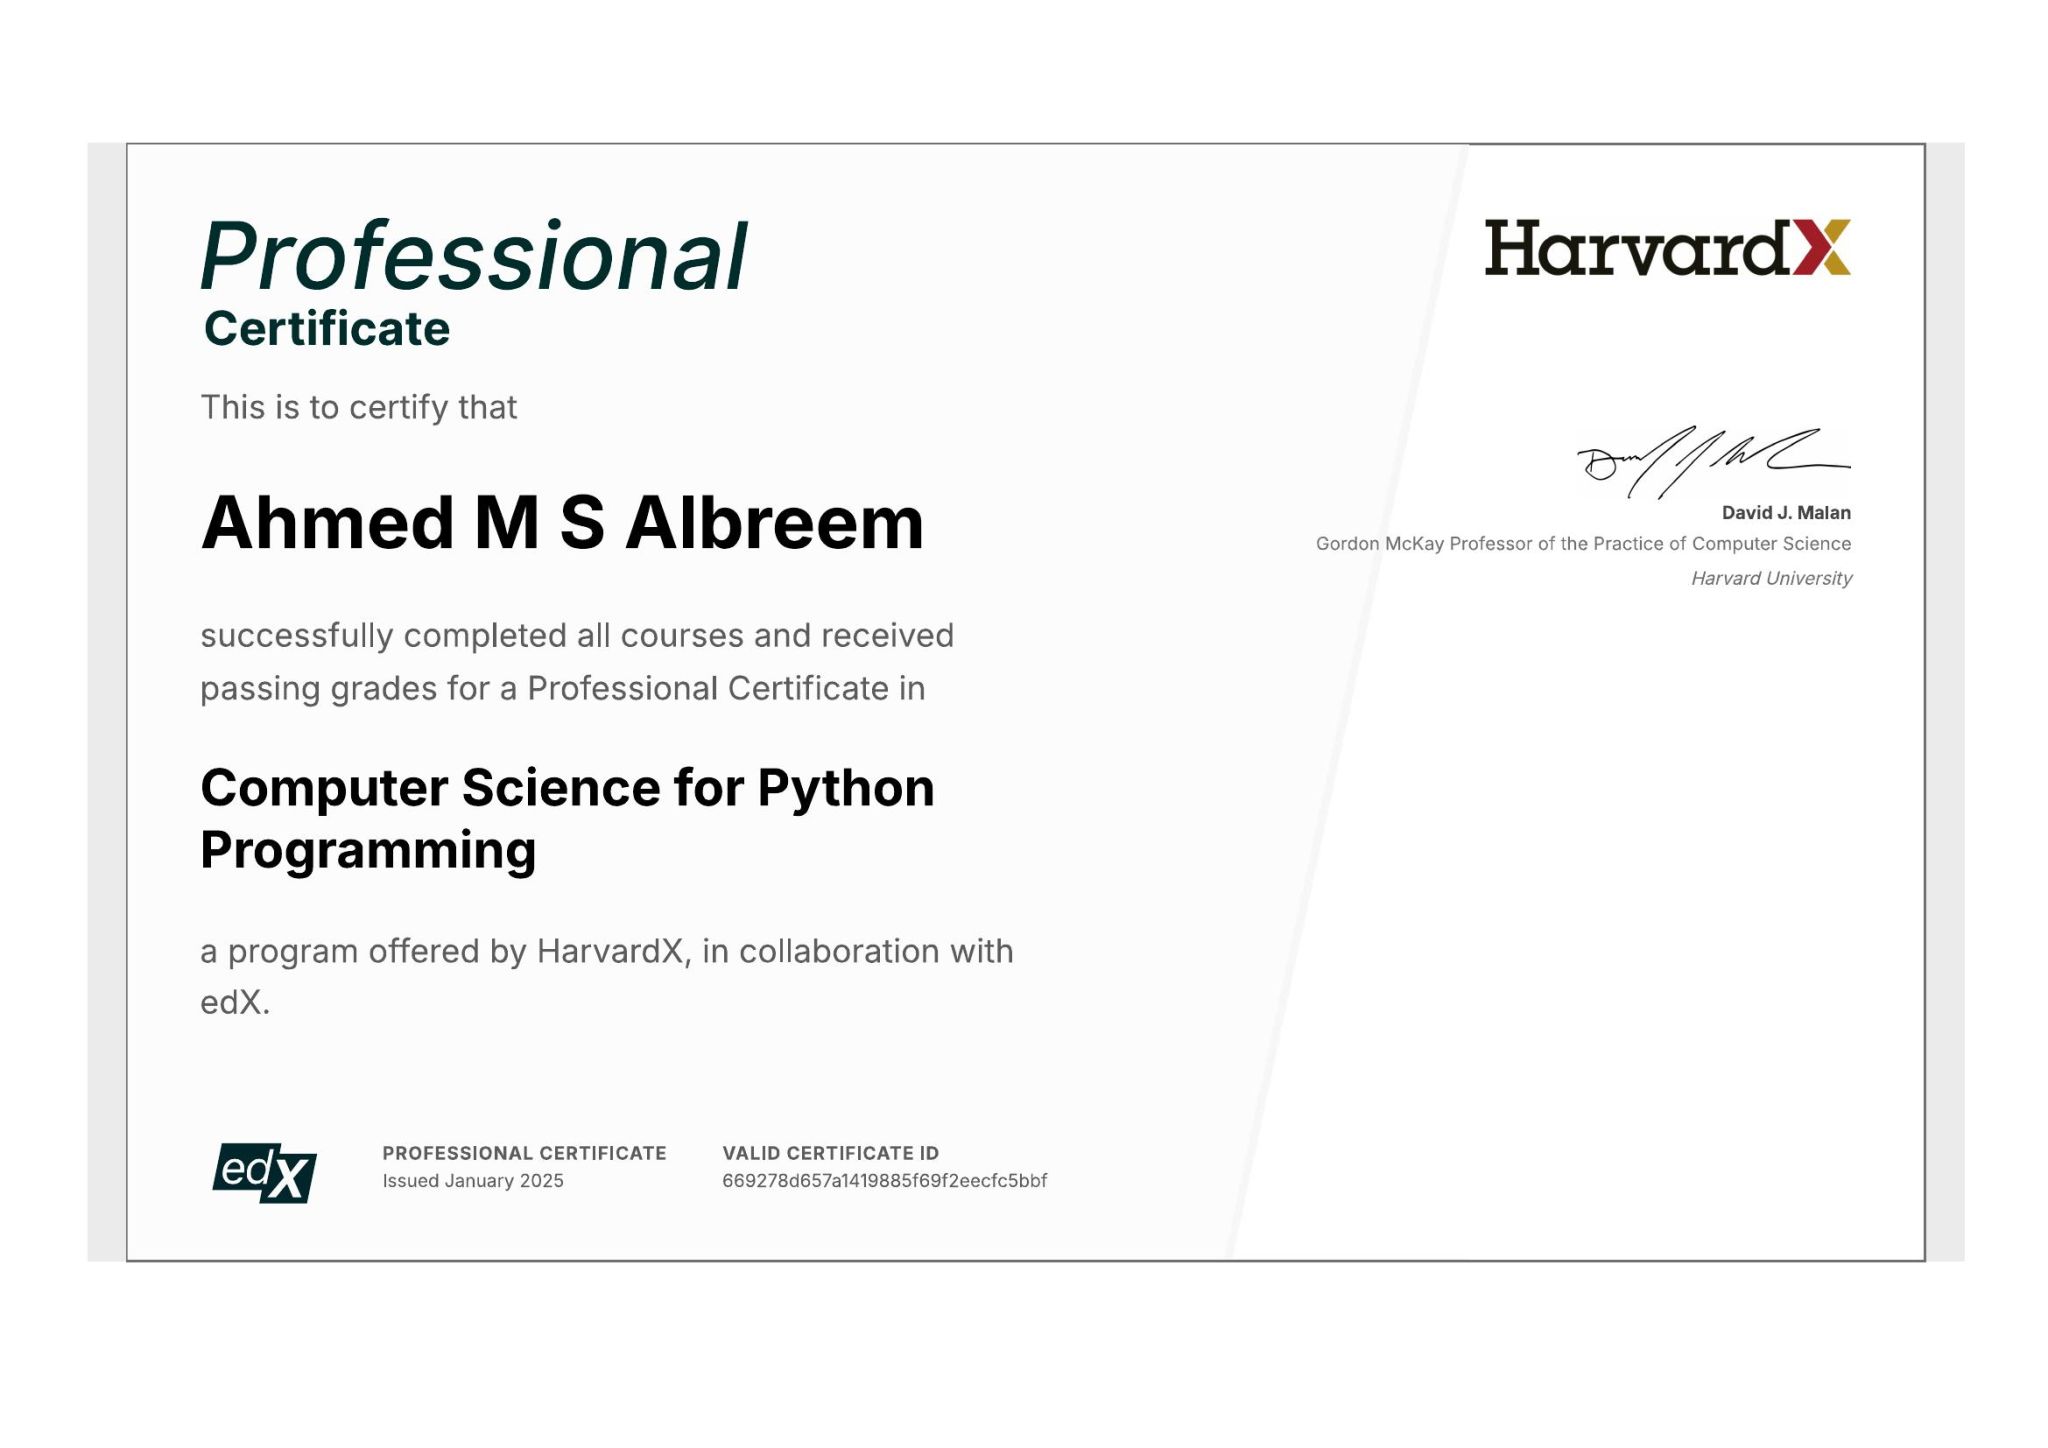 Professional
Certificate
This is to certify that
Ahmed M S Albreem
successfully completed all courses and received
passing grades for a Professional Certificate in
Computer Science for Python
Programming
a program offered by HarvardX, in collaboration with
edX.
edX
PROFESSIONAL CERTIFICATE
Issued January 2025
VALID CERTIFICATE ID
669278d657a1419885f69f2eecfc5bbf
HarvardX
David J. Malan
Gordon McKay Professor of the Practice of Computer Science
Harvard University